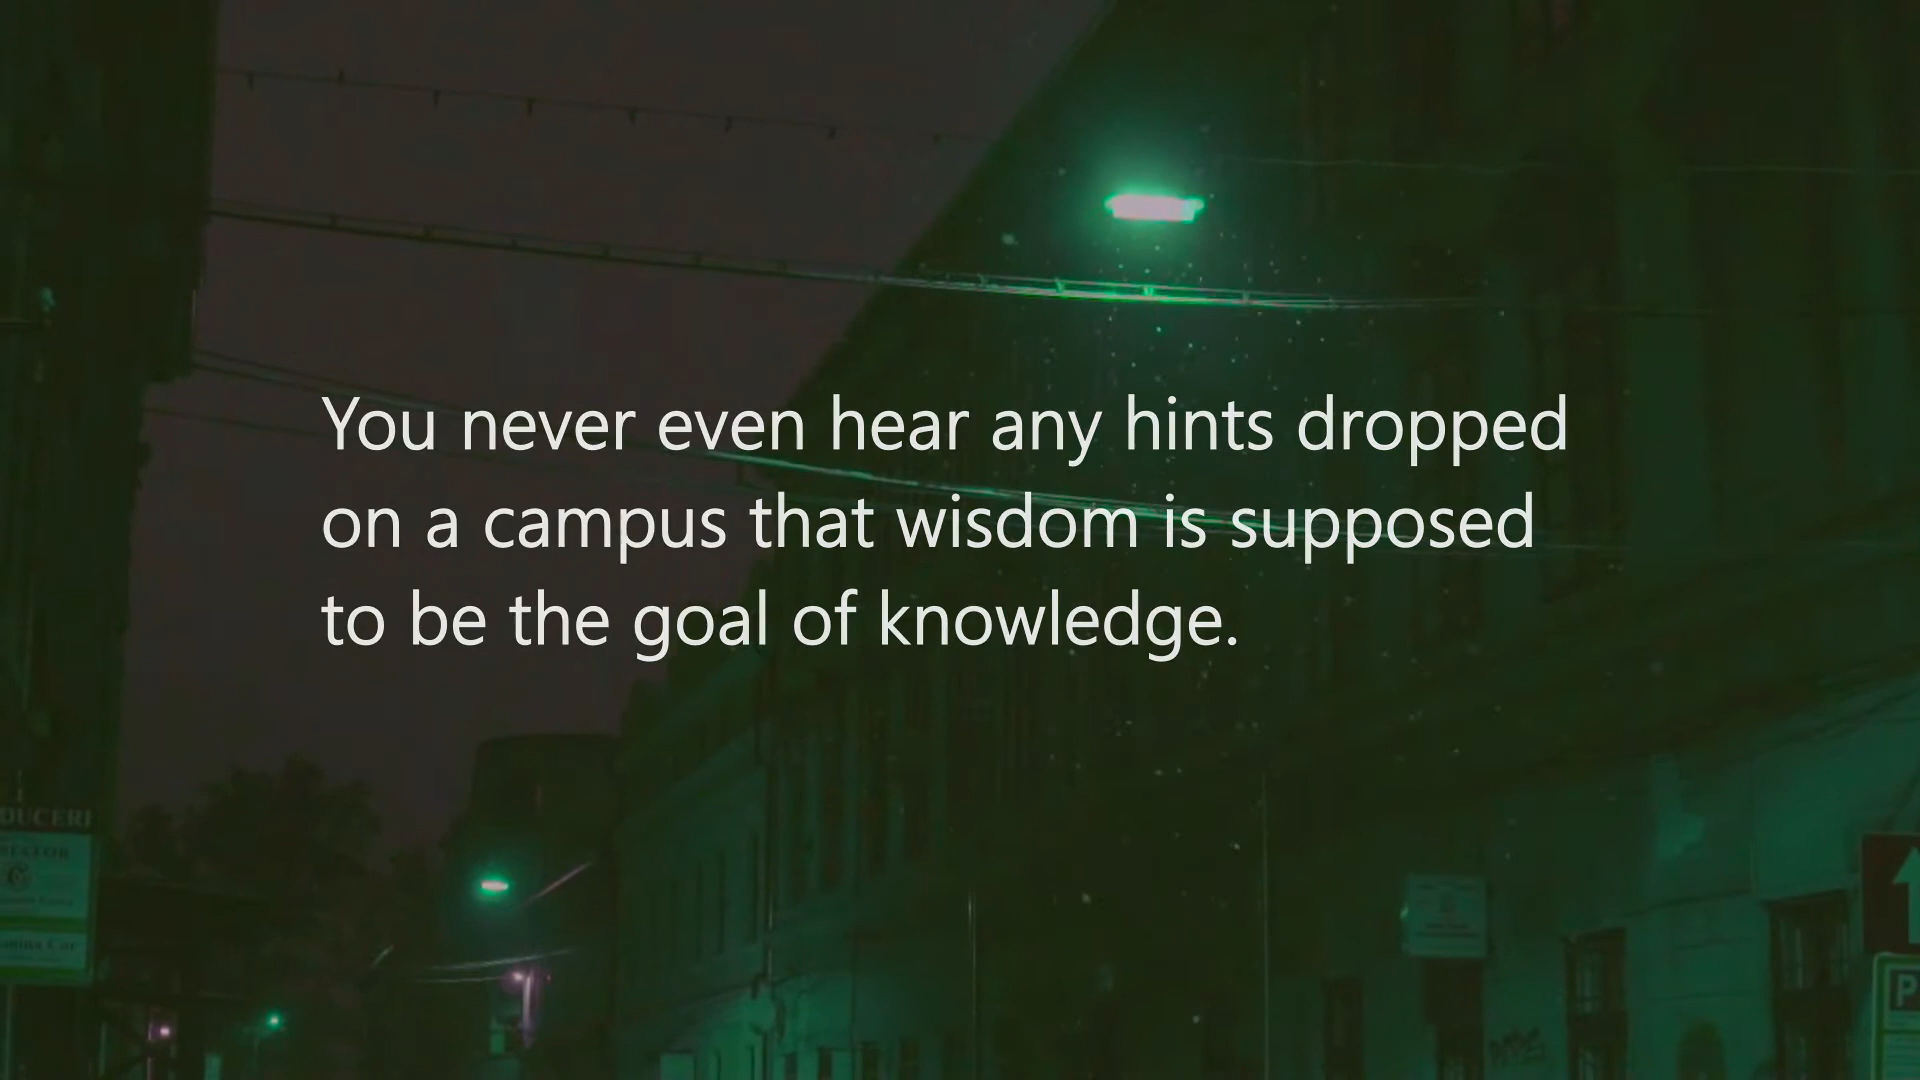 You never even hear any hints dropped
on a campus that wisdom is supposed
to be the goal of knowledge.
DUCERI
P